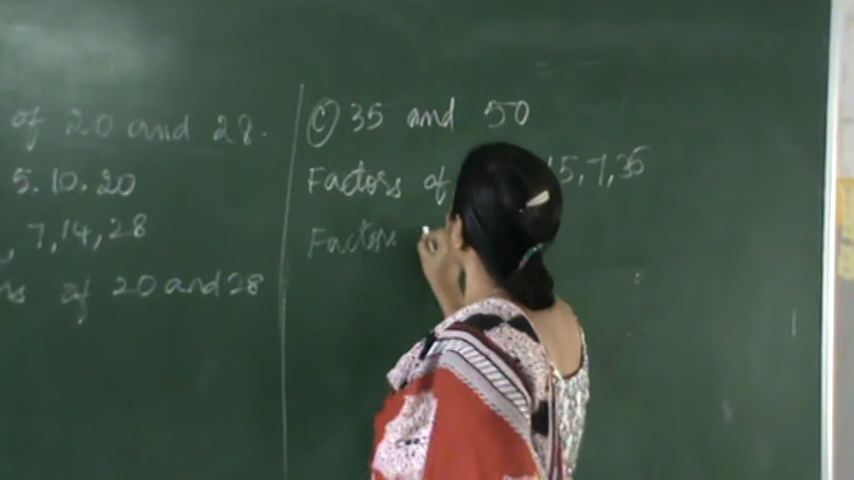 of 20 and 28.
5.10.20
, 7,14,28
of 20 and 28
(c) 35 and 50
Factors of 5,7,35
Factors